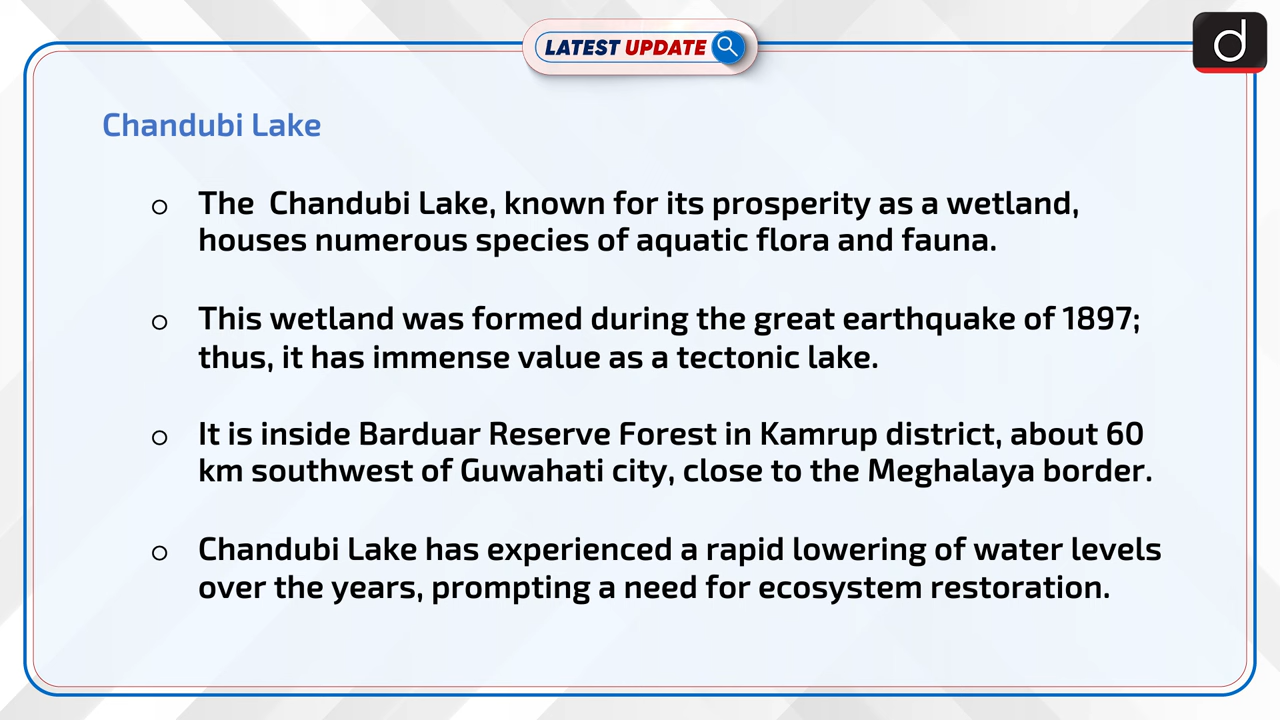 LATEST UPDATE
d
Chandubi Lake
The Chandubi Lake, known for its prosperity as a wetland,
houses numerous species of aquatic flora and fauna.
This wetland was formed during the great earthquake of 1897;
thus, it has immense value as a tectonic lake.
It is inside Barduar Reserve Forest in Kamrup district, about 60
km southwest of Guwahati city, close to the Meghalaya border.
Chandubi Lake has experienced a rapid lowering of water levels
over the years, prompting a need for ecosystem restoration.